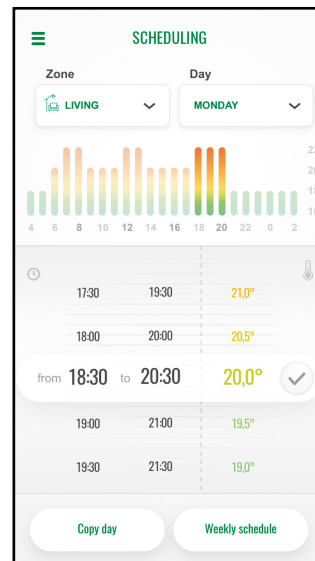 SCHEDULING
Zone Day
LIVING MONDAY
20
18
4 6 8 10 12 14 16 18 20 22 0 2
17:30 19:30 21,0°
18:00 20:00 20,5°
from 18:30 to 20:30 20,0°
19:00 21:00 19,5°
19:30 21:30 19,0°
Copy day Weekly schedule